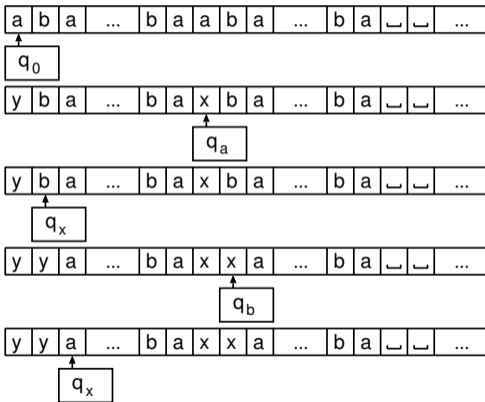 a b a ... b a a b a ... b a ⎵ ⎵ ...
q0
y b a ... b a x b a ... b a ⎵ ⎵ ...
qa
y b a ... b a x b a ... b a ⎵ ⎵ ...
qx
y y a ... b a x x a ... b a ⎵ ⎵ ...
qb
y y a ... b a x x a ... b a ⎵ ⎵ ...
qx